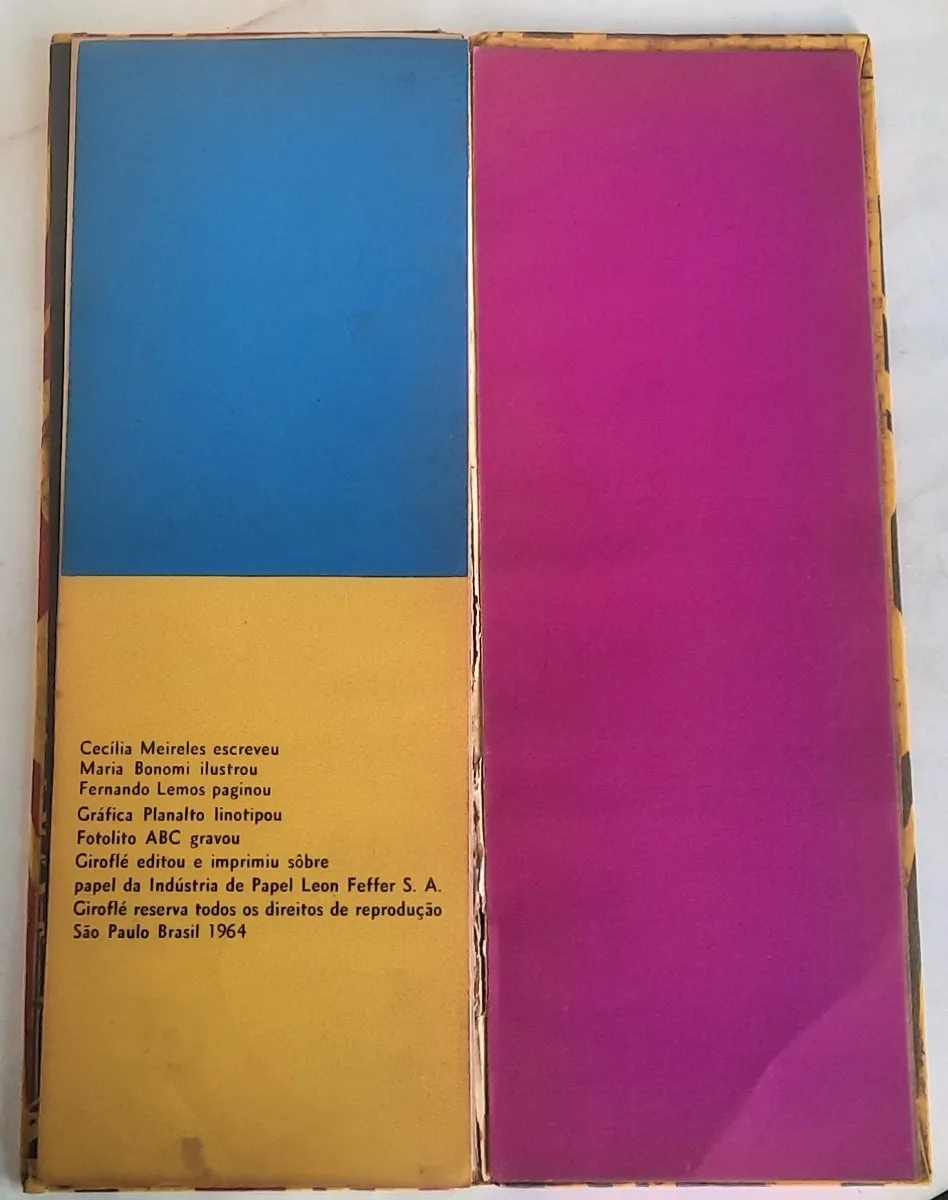 Cecília Meireles escreveu
Maria Bonomi ilustrou
Fernando Lemos paginou
Gráfica Planalto linotipou
Fotolito ABC gravou
Giroflé editou e imprimiu sôbre
papel da Indústria de Papel Leon Feffer S. A.
Giroflé reserva todos os direitos de reprodução
São Paulo Brasil 1964